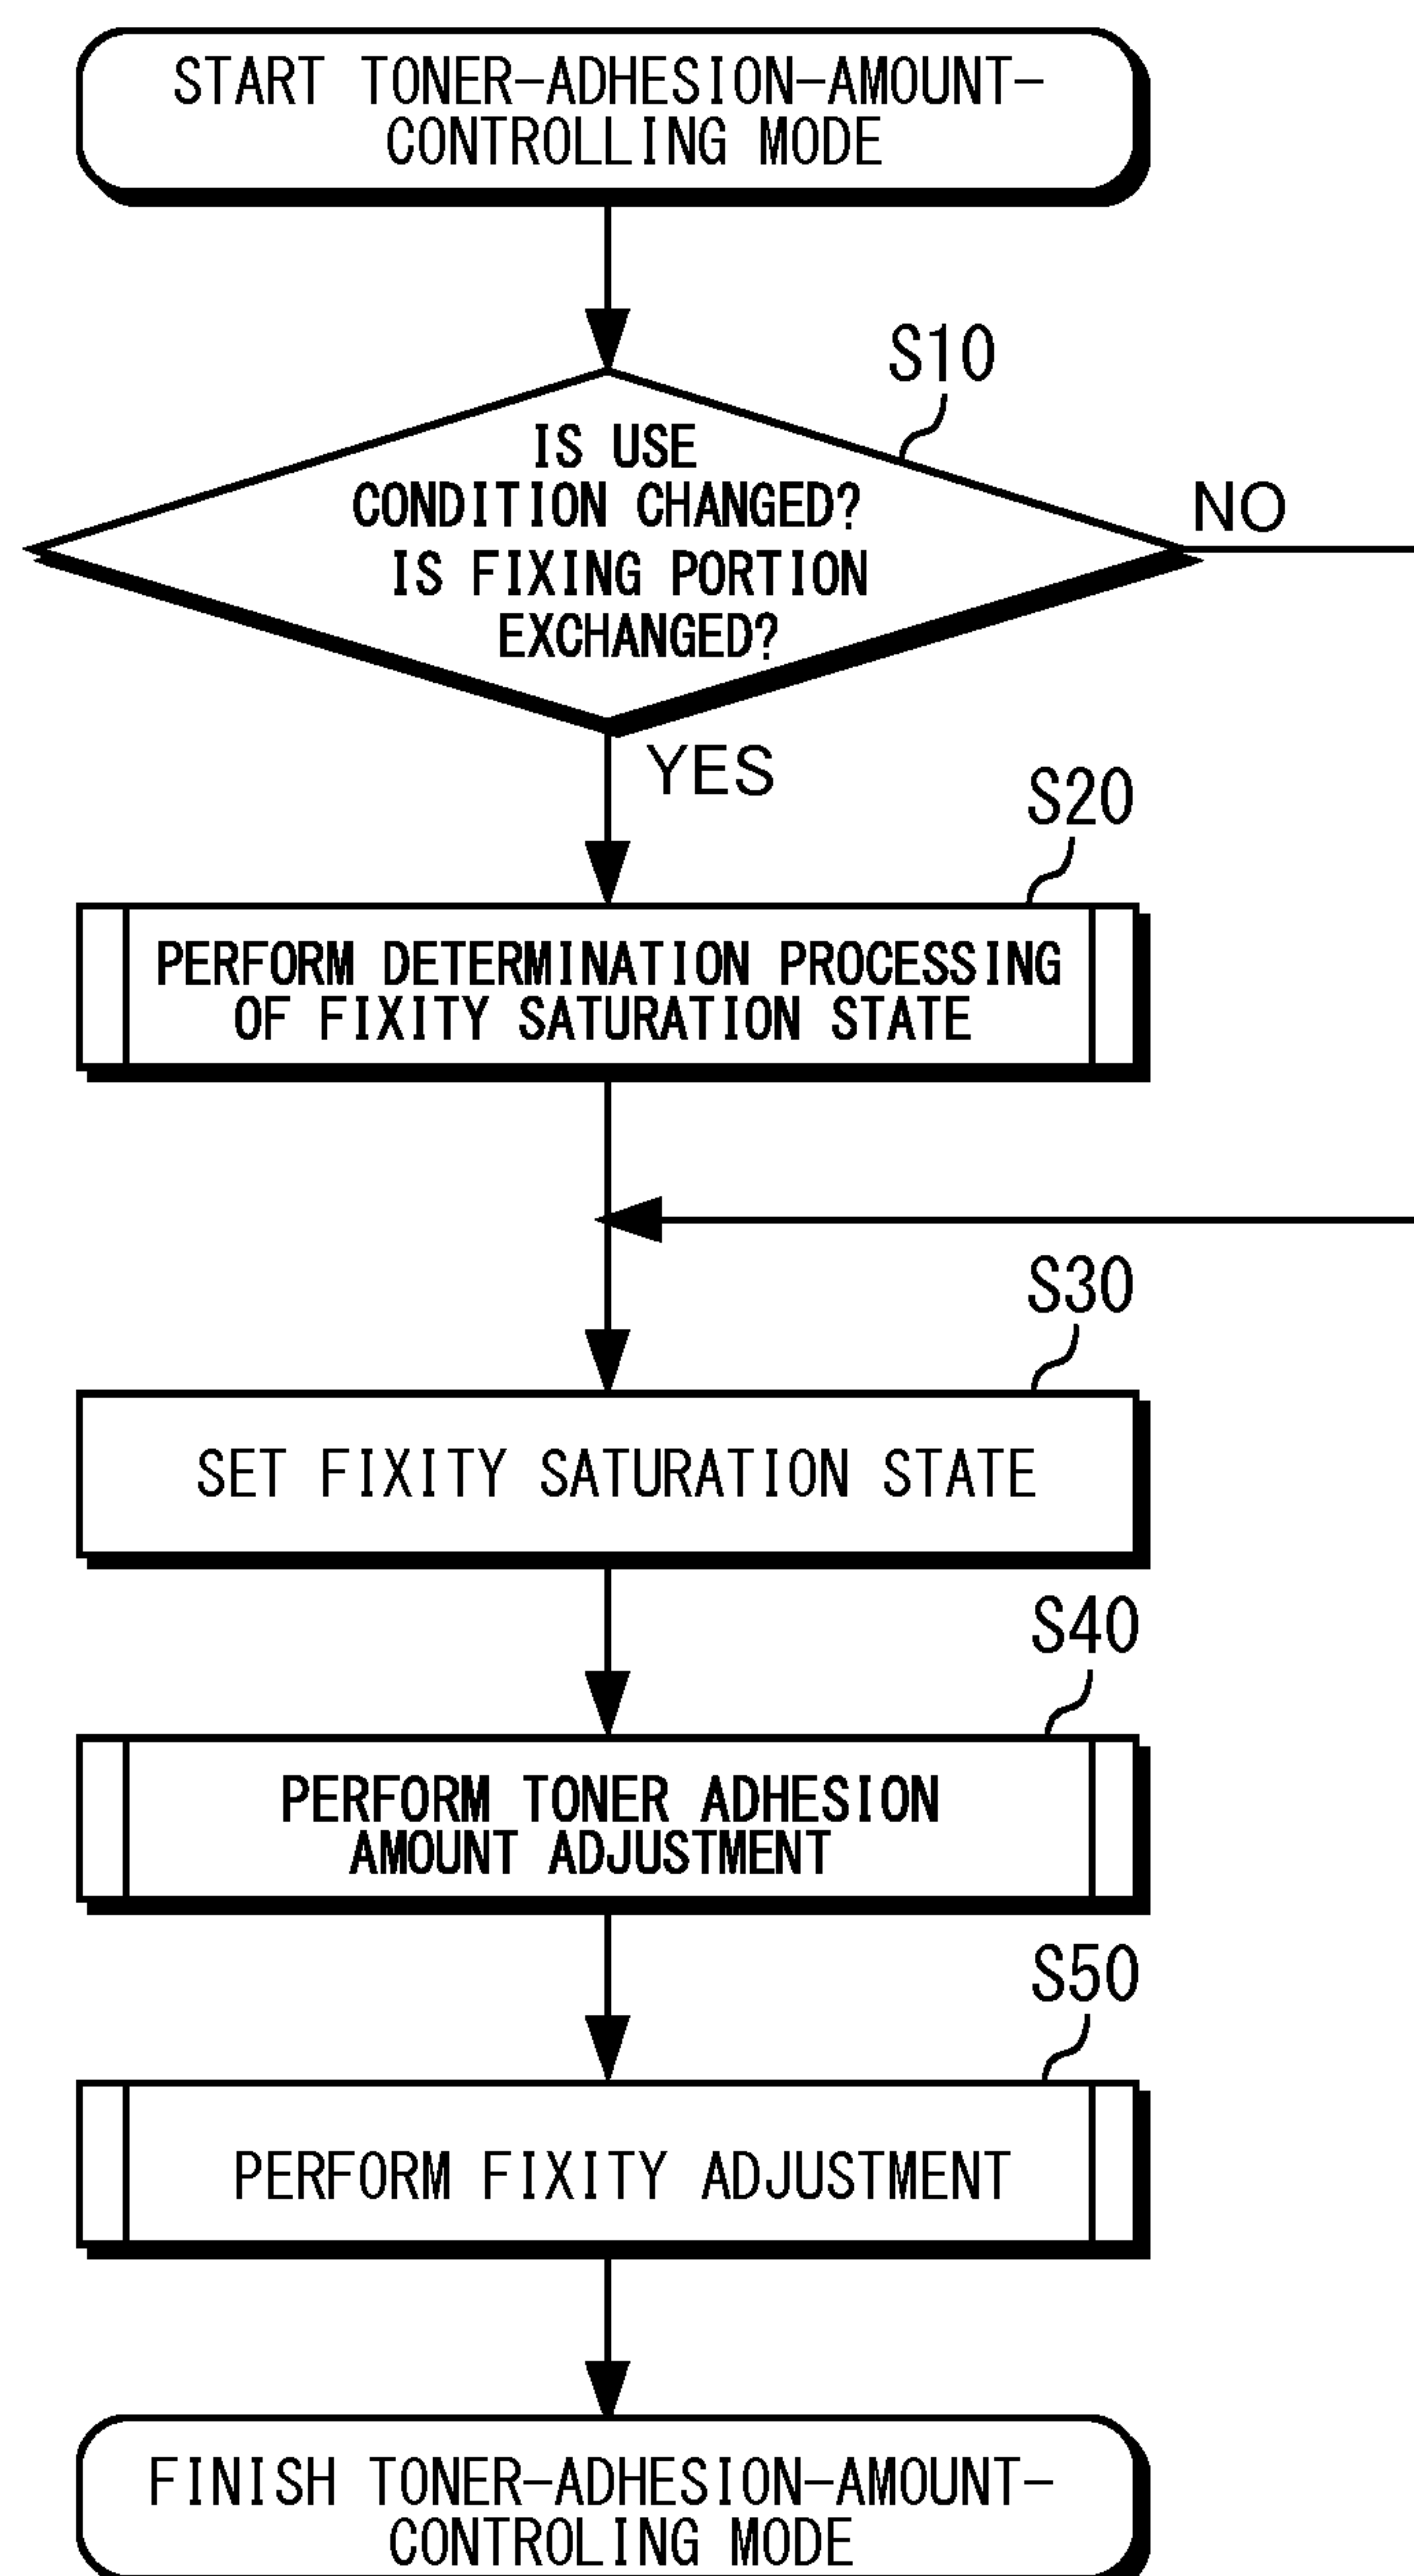 START TONER-ADHESION-AMOUNT-
CONTROLLING MODE
S10
IS USE
CONDITION CHANGED?
IS FIXING PORTION
EXCHANGED?
NO
YES
S20
PERFORM DETERMINATION PROCESSING
OF FIXITY SATURATION STATE
S30
SET FIXITY SATURATION STATE
S40
PERFORM TONER ADHESION
AMOUNT ADJUSTMENT
S50
PERFORM FIXITY ADJUSTMENT
FINISH TONER-ADHESION-AMOUNT-
CONTROLING MODE